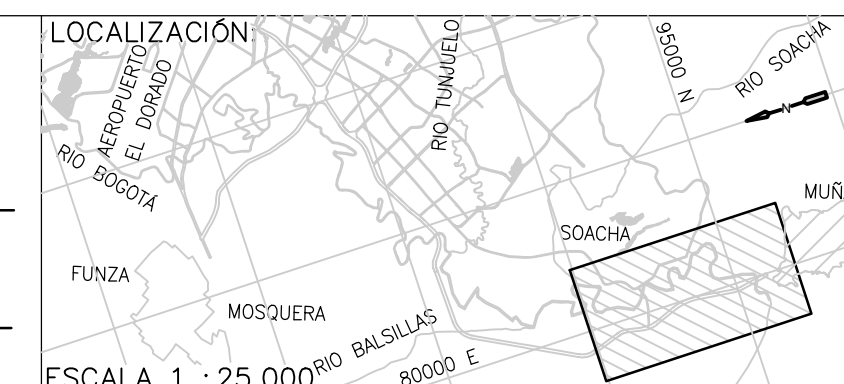 LOCALIZACIÓN:
AEROPUERTO
EL DORADO
RIO BOGOTÁ
RIO TUNJUELO
95000 N
RIO SOACHA
N
MUÑ
SOACHA
FUNZA
MOSQUERA
RIO BALSILLAS
80000 E
ESCALA 1 : 25.000